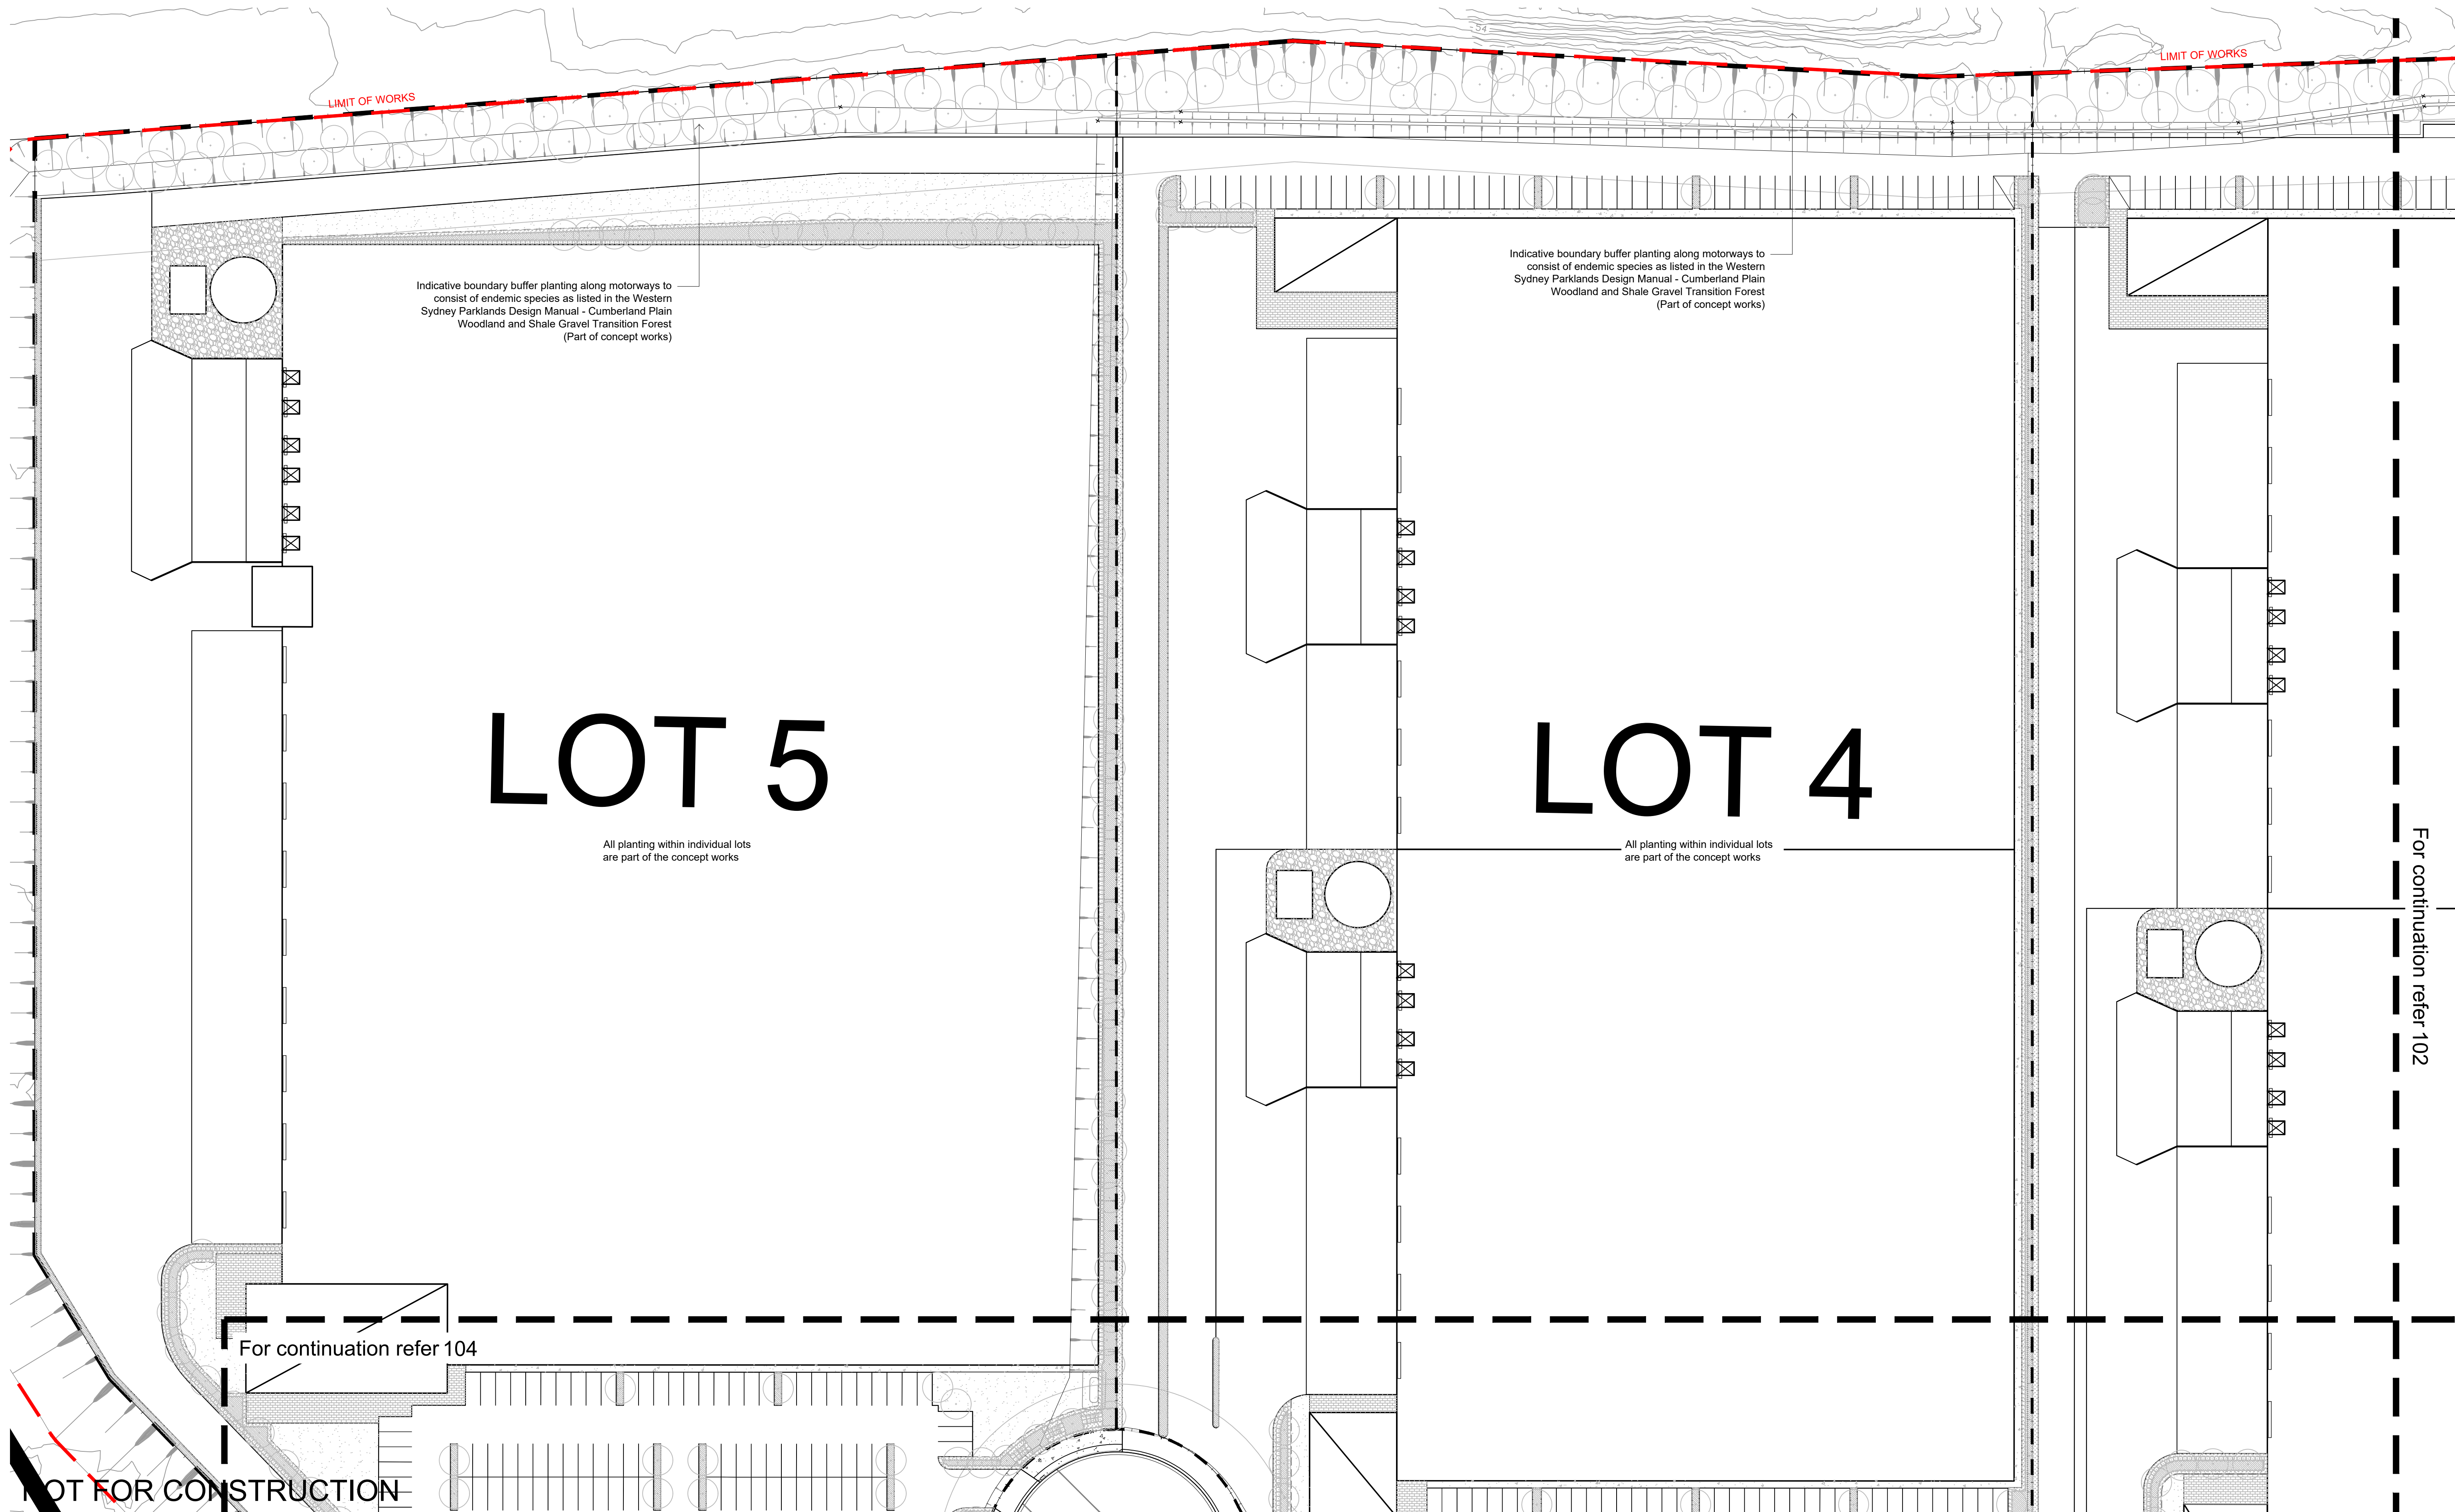 54
LIMIT OF WORKS
LIMIT OF WORKS
Indicative boundary buffer planting along motorways to
consist of endemic species as listed in the Western
Sydney Parklands Design Manual - Cumberland Plain
Woodland and Shale Gravel Transition Forest
(Part of concept works)
Indicative boundary buffer planting along motorways to
consist of endemic species as listed in the Western
Sydney Parklands Design Manual - Cumberland Plain
Woodland and Shale Gravel Transition Forest
(Part of concept works)
LOT 5
All planting within individual lots
are part of the concept works
LOT 4
All planting within individual lots
are part of the concept works
For continuation refer 102
For continuation refer 104
NOT FOR CONSTRUCTION